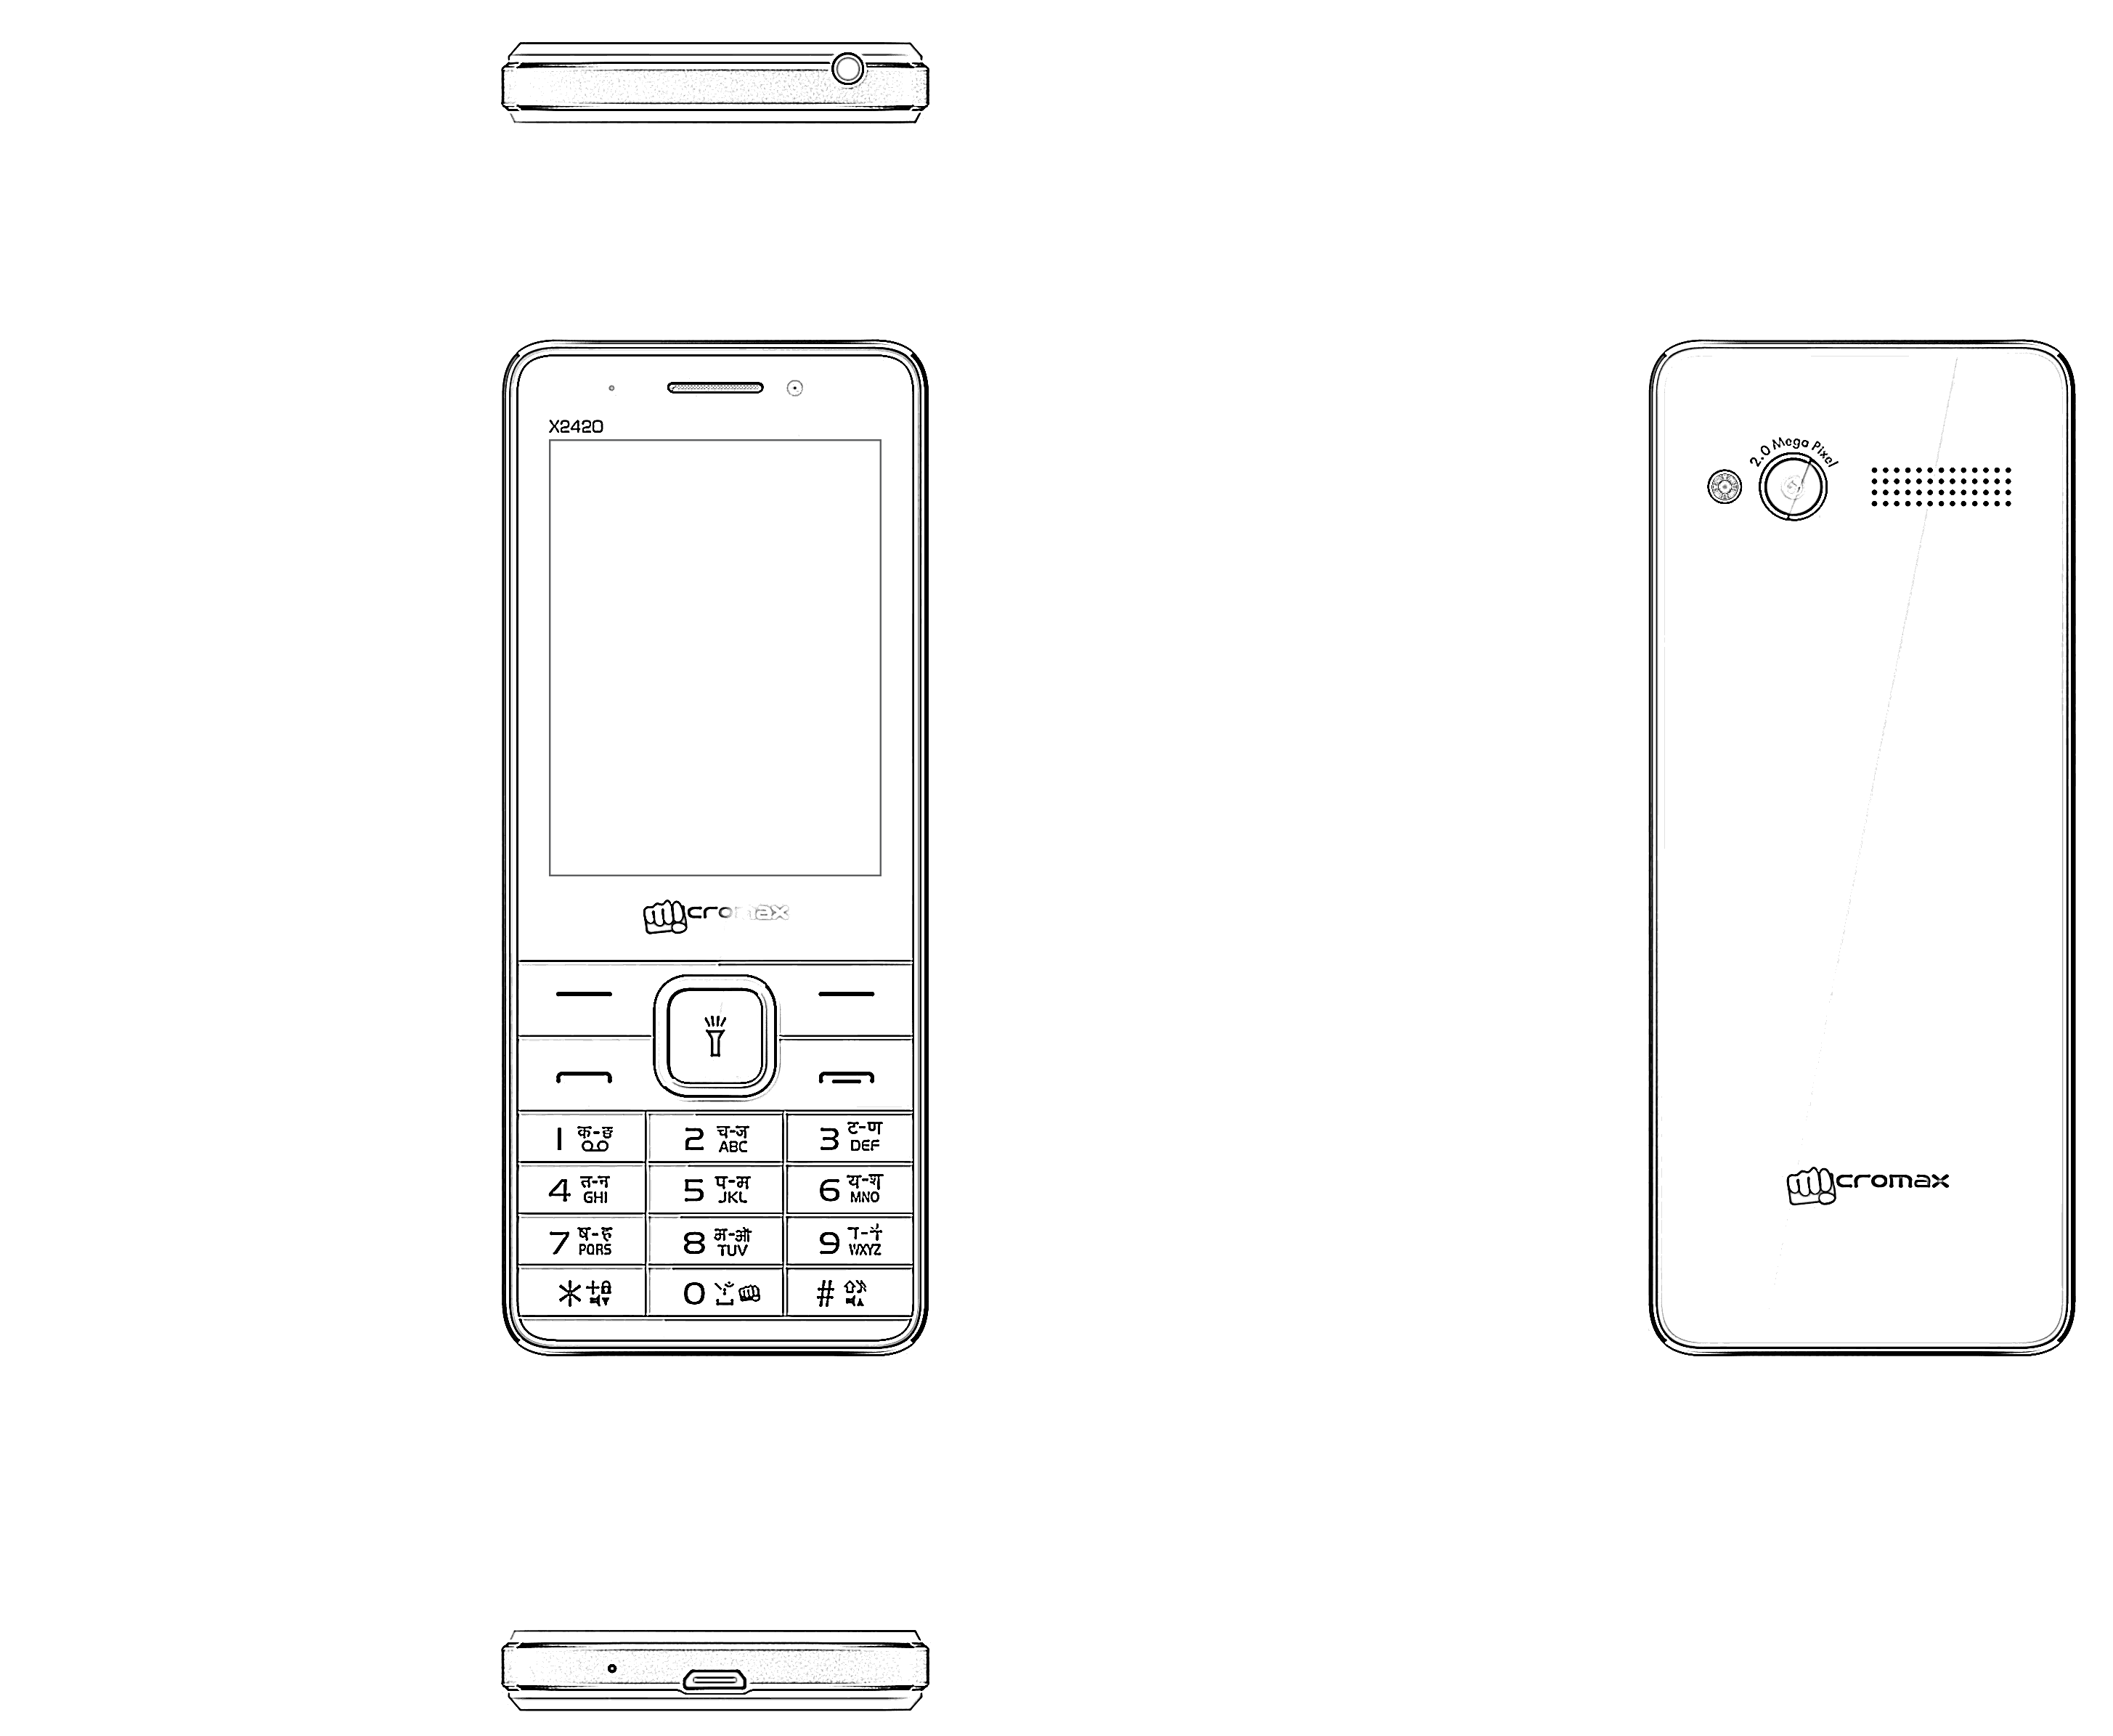 X2420
micromax
1 क-ङ
2 च-ज ABC
3 ट-ण DEF
4 त-न GHI
5 प-म JKL
6 य-श MNO
7 ष-ह PQRS
8 TUV
9 WXYZ
* +
0
#
2.0 Mega Pixel
micromax